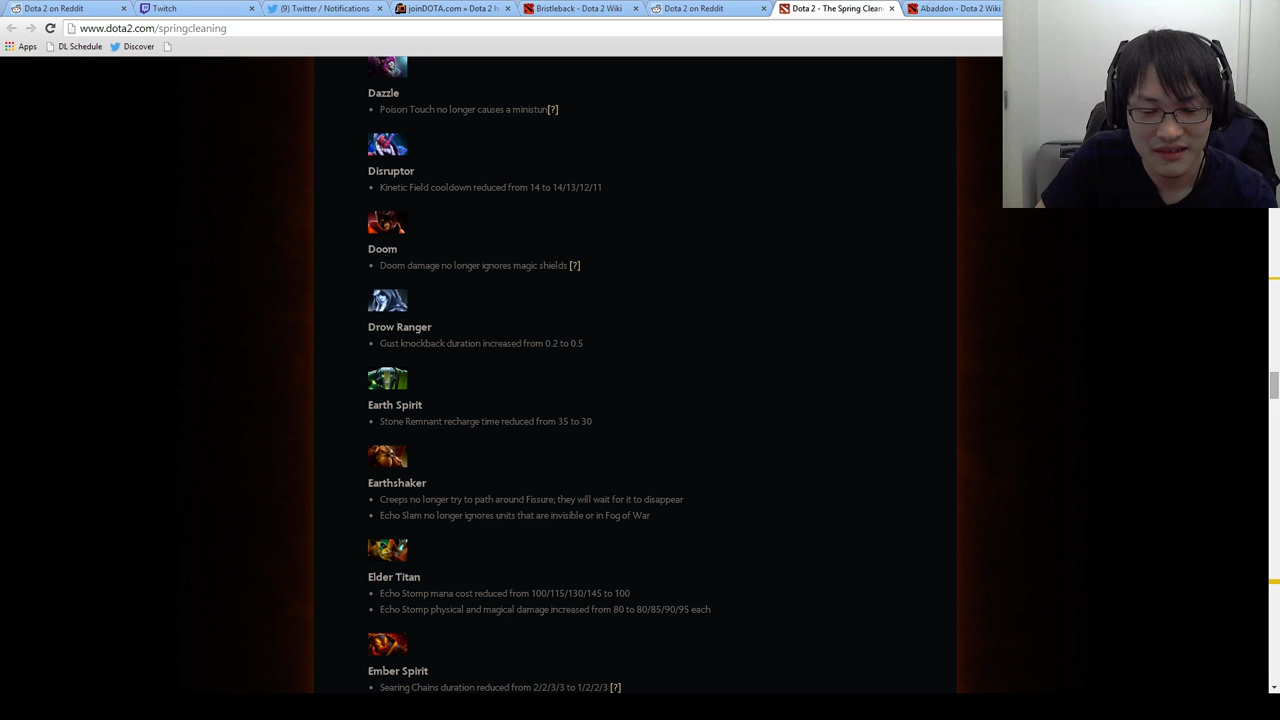 Dota 2 on Reddit
Twitch
(9) Twitter / Notifications
joinDOTA.com » Dota 2 h
Bristleback - Dota 2 Wiki
Dota 2 on Reddit
Dota 2 - The Spring Clean
Abaddon - Dota 2 Wiki
www.dota2.com/springcleaning
Apps
DL Schedule
Discover
Dazzle
• Poison Touch no longer causes a ministun[?]
Disruptor
• Kinetic Field cooldown reduced from 14 to 14/13/12/11
Doom
• Doom damage no longer ignores magic shields [?]
Drow Ranger
• Gust knockback duration increased from 0.2 to 0.5
Earth Spirit
• Stone Remnant recharge time reduced from 35 to 30
Earthshaker
• Creeps no longer try to path around Fissure; they will wait for it to disappear
• Echo Slam no longer ignores units that are invisible or in Fog of War
Elder Titan
• Echo Stomp mana cost reduced from 100/115/130/145 to 100
• Echo Stomp physical and magical damage increased from 80 to 80/85/90/95 each
Ember Spirit
• Searing Chains duration reduced from 2/2/3/3 to 1/2/2/3 [?]